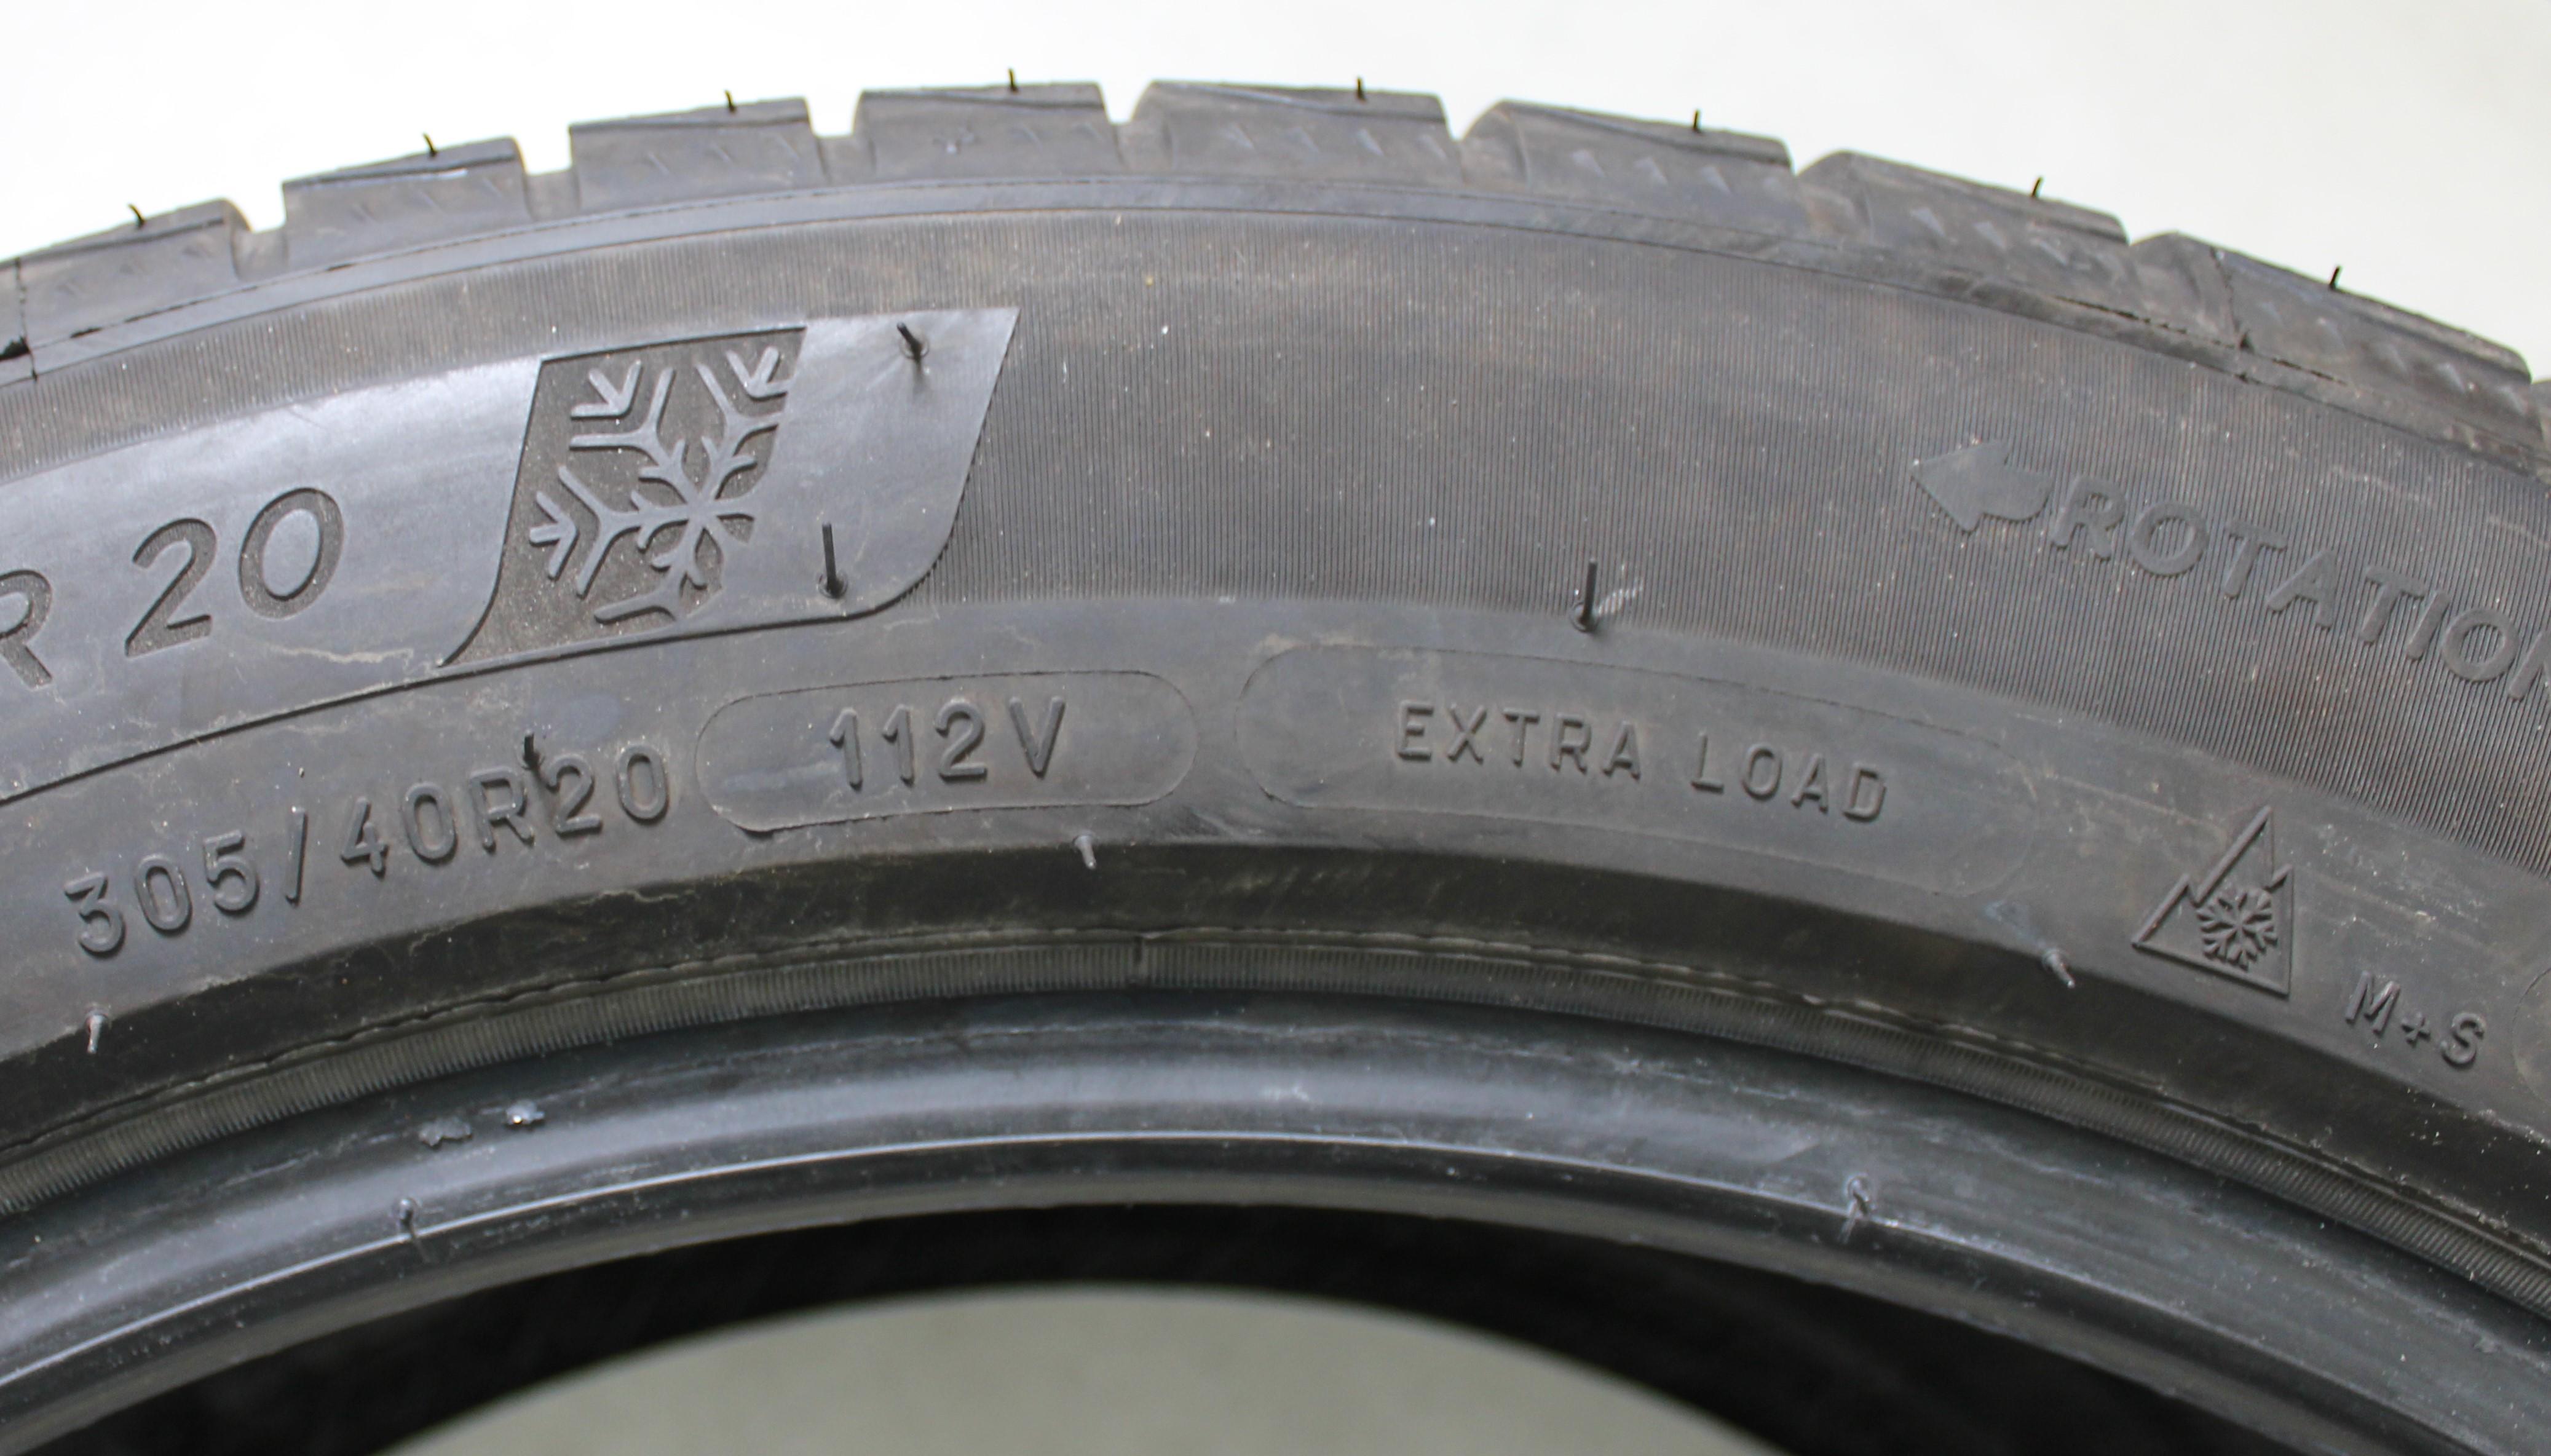 R 20
ROTATION
305/40R20 112V EXTRA LOAD
M+S